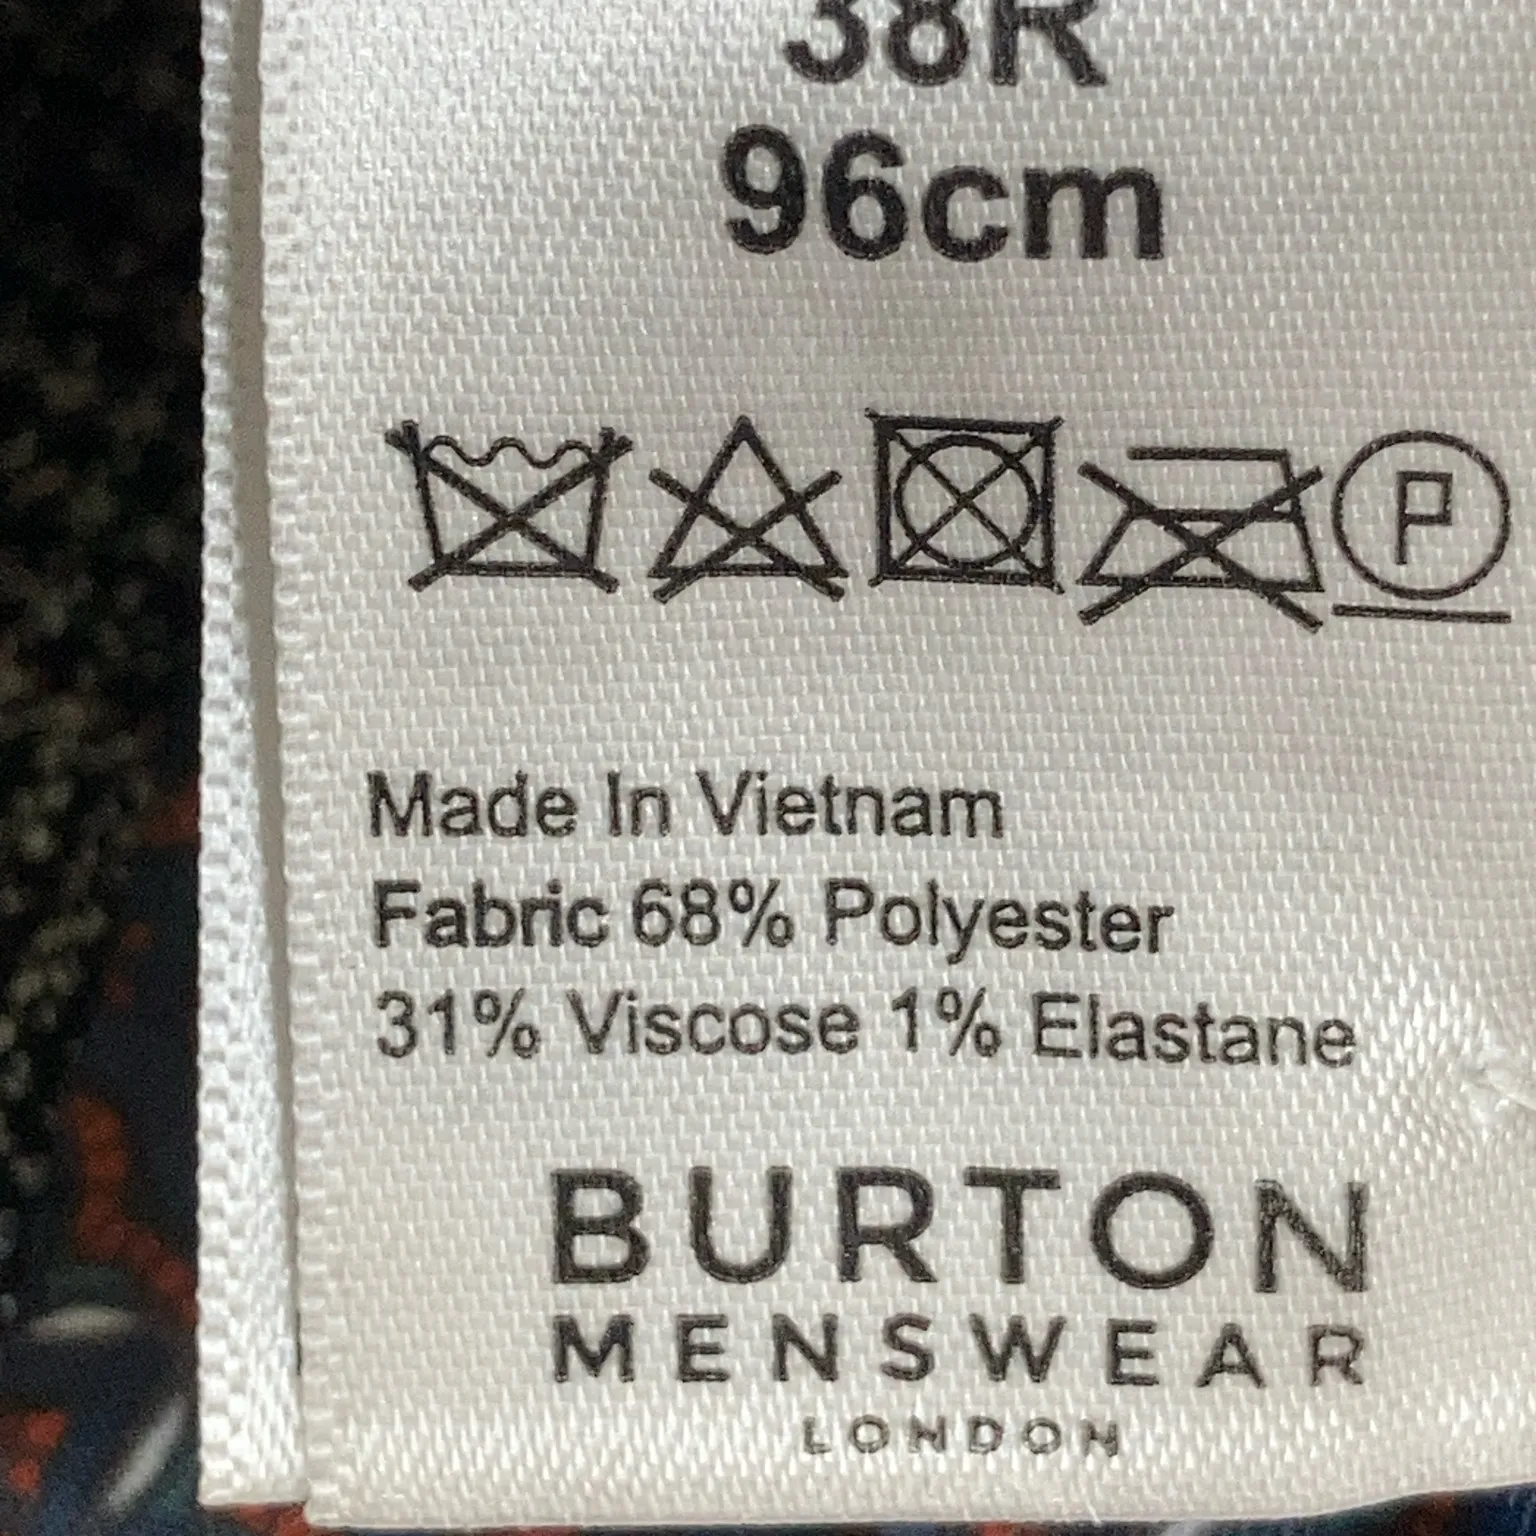 38R
96cm
P
Made In Vietnam
Fabric 68% Polyester
31% Viscose 1% Elastane
BURTON
MENSWEAR
LONDON